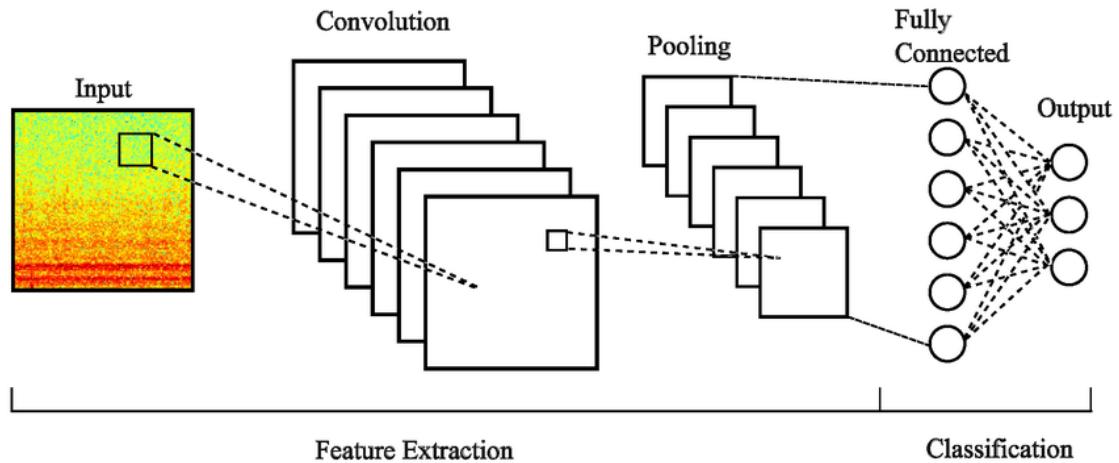 Input
Convolution
Pooling
Fully
Connected
Output
Feature Extraction
Classification